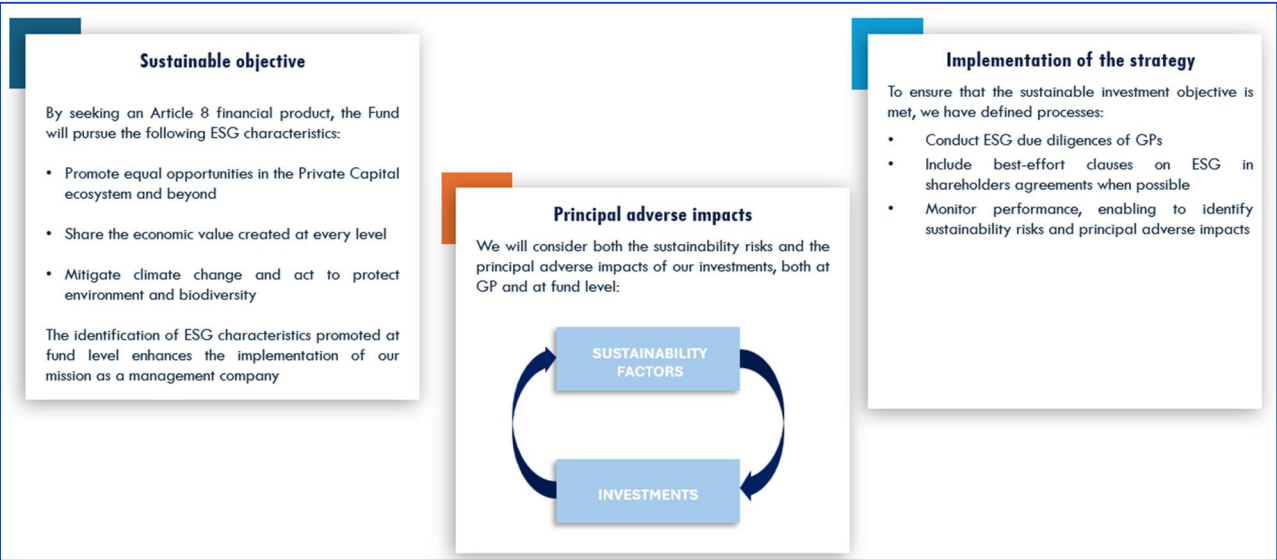 Sustainable objective
By seeking an Article 8 financial product, the Fund
will pursue the following ESG characteristics:
• Promote equal opportunities in the Private Capital
ecosystem and beyond
• Share the economic value created at every level
• Mitigate climate change and act to protect
environment and biodiversity
The identification of ESG characteristics promoted at
fund level enhances the implementation of our
mission as a management company
Principal adverse impacts
We will consider both the sustainability risks and the
principal adverse impacts of our investments, both at
GP and at fund level:
SUSTAINABILITY
FACTORS
INVESTMENTS
Implementation of the strategy
To ensure that the sustainable investment objective is
met, we have defined processes:
• Conduct ESG due diligences of GPs
• Include best-effort clauses on ESG in
shareholders agreements when possible
• Monitor performance, enabling to identify
sustainability risks and principal adverse impacts